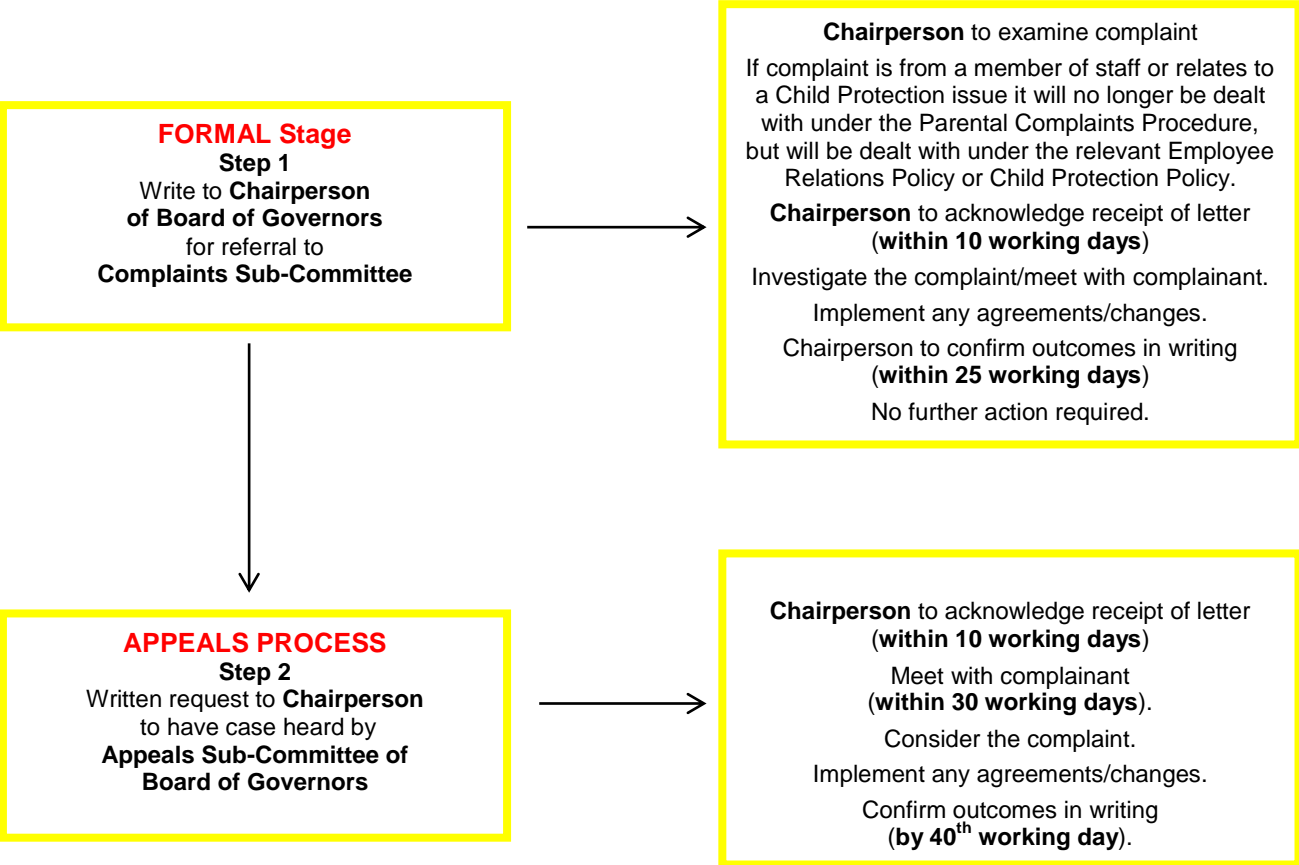 FORMAL Stage
Step 1
Write to Chairperson
of Board of Governors
for referral to
Complaints Sub-Committee
Chairperson to examine complaint
If complaint is from a member of staff or relates to
a Child Protection issue it will no longer be dealt
with under the Parental Complaints Procedure,
but will be dealt with under the relevant Employee
Relations Policy or Child Protection Policy.
Chairperson to acknowledge receipt of letter
(within 10 working days)
Investigate the complaint/meet with complainant.
Implement any agreements/changes.
Chairperson to confirm outcomes in writing
(within 25 working days)
No further action required.
APPEALS PROCESS
Step 2
Written request to Chairperson
to have case heard by
Appeals Sub-Committee of
Board of Governors
Chairperson to acknowledge receipt of letter
(within 10 working days)
Meet with complainant
(within 30 working days).
Consider the complaint.
Implement any agreements/changes.
Confirm outcomes in writing
(by 40th working day).